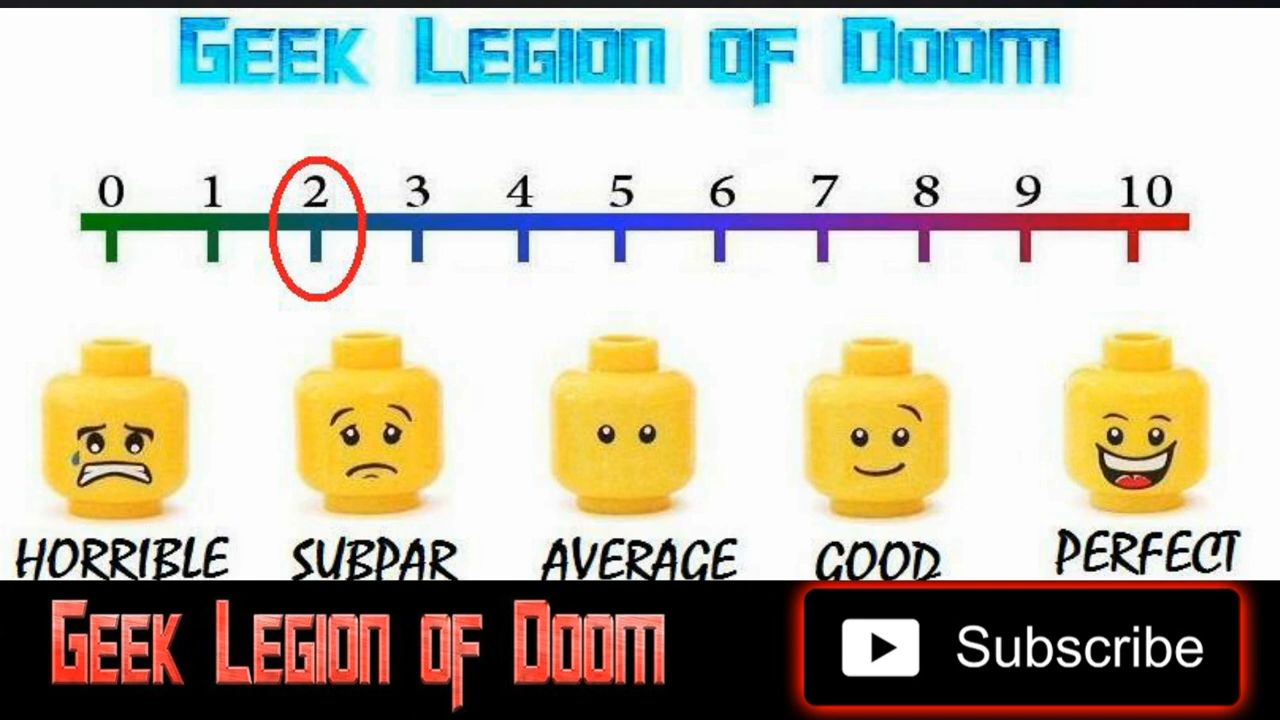 GEEK LEGION OF DOOM
0 1 2 3 4 5 6 7 8 9 10
HORRIBLE SUBPAR AVERAGE GOOD PERFECT
GEEK LEGION OF DOOM
Subscribe